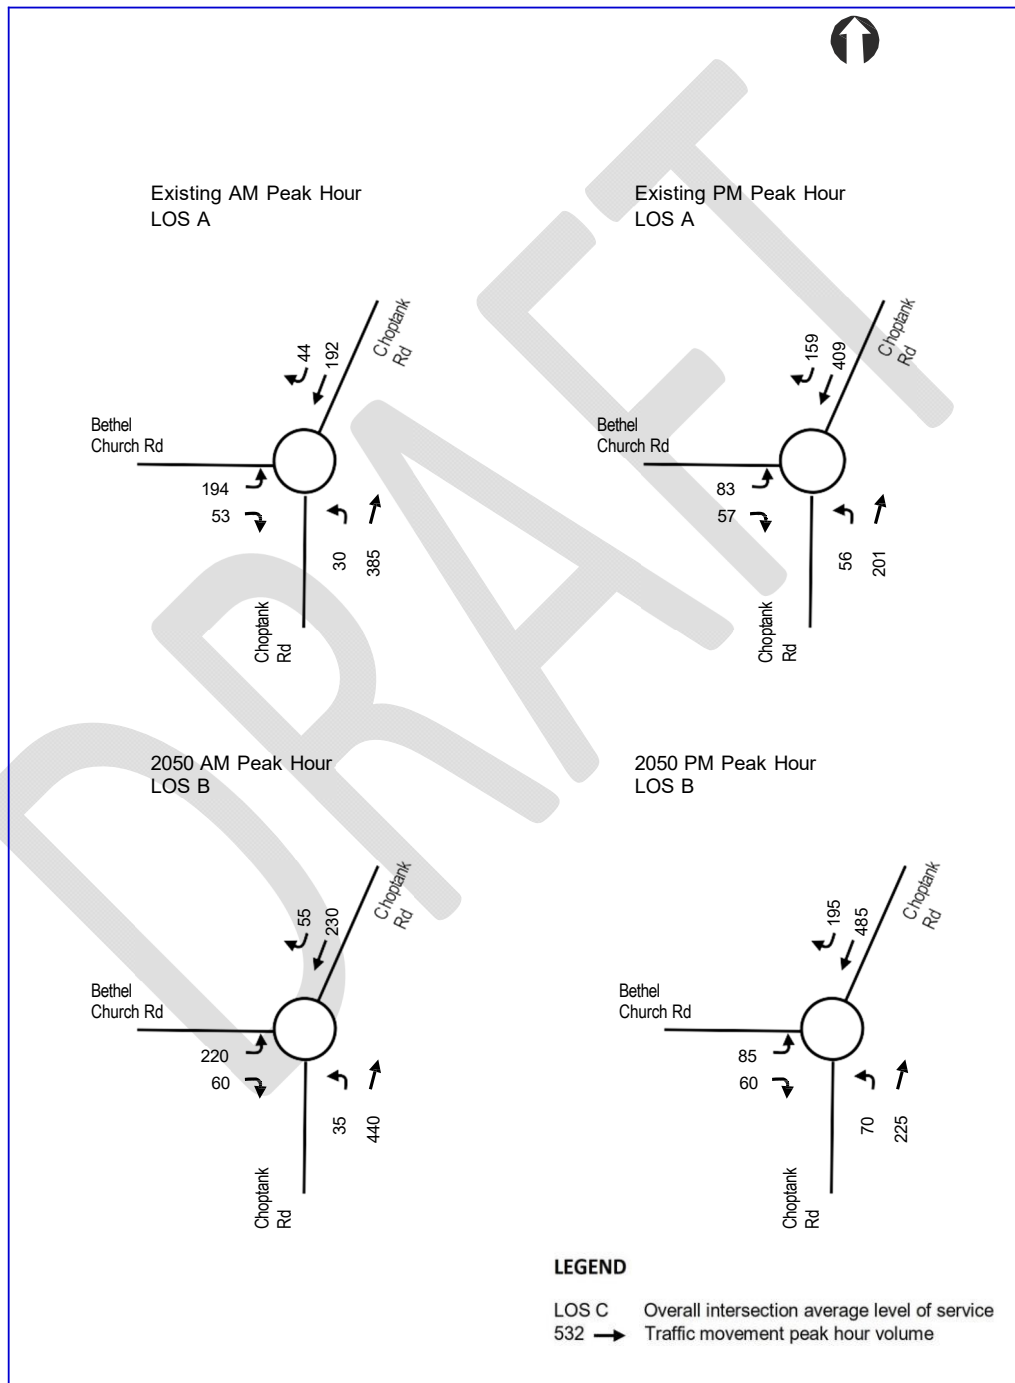 DRAFT
Existing AM Peak Hour
LOS A
44
192
Choptank
Rd
Bethel
Church Rd
194
53
30
385
Choptank
Rd
Existing PM Peak Hour
LOS A
159
409
Choptank
Rd
Bethel
Church Rd
83
57
56
201
Choptank
Rd
2050 AM Peak Hour
LOS B
55
230
Choptank
Rd
Bethel
Church Rd
220
60
35
440
Choptank
Rd
2050 PM Peak Hour
LOS B
195
485
Choptank
Rd
Bethel
Church Rd
85
60
70
225
Choptank
Rd
LEGEND
LOS C Overall intersection average level of service
532 → Traffic movement peak hour volume